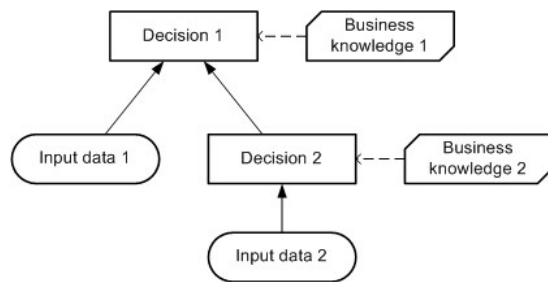 Decision 1
Business
knowledge 1
Input data 1
Decision 2
Business
knowledge 2
Input data 2